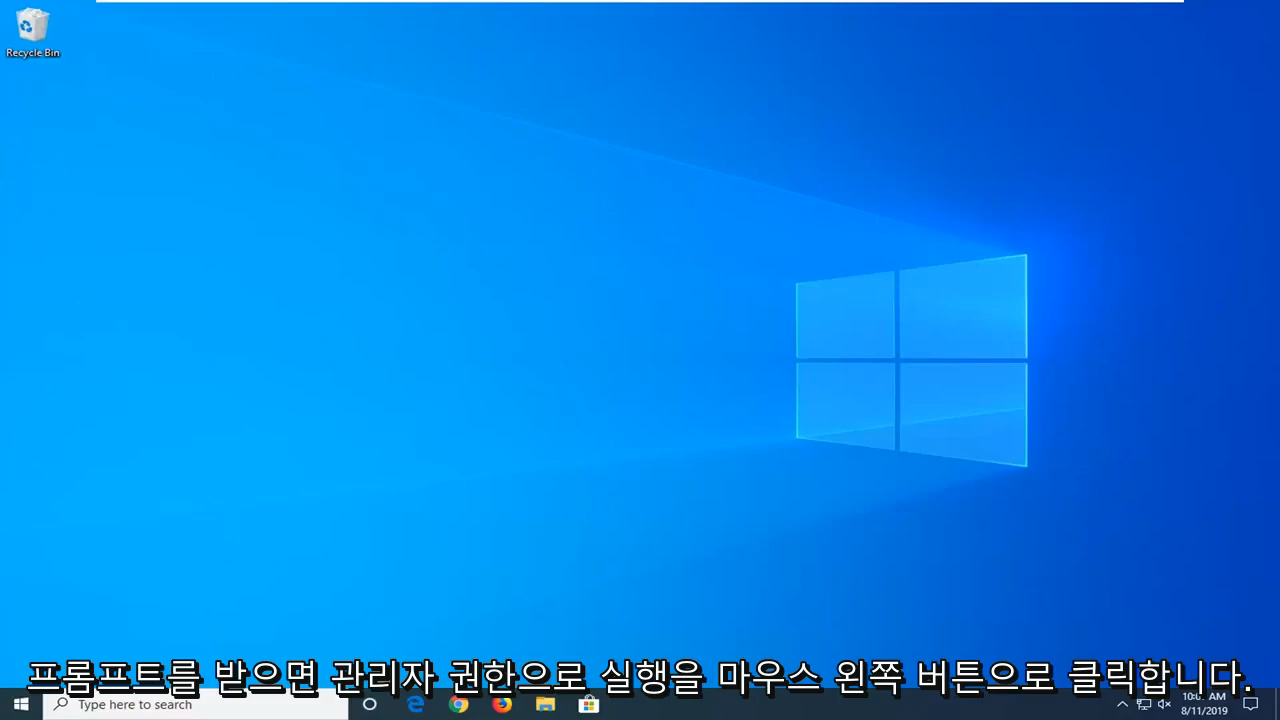 Recycle Bin
프롬프트를 받으면 관리자 권한으로 실행을 마우스 왼쪽 버튼으로 클릭합니다.
Type here to search
AM
8/11/2019